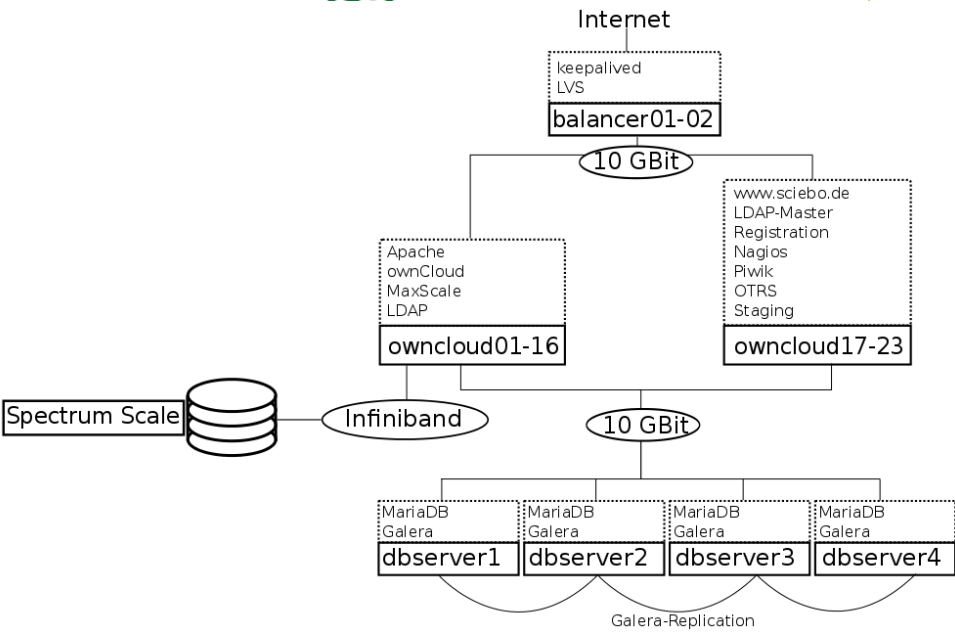 Internet
keepalived
LVS
balancer01-02
10 GBit
www.sciebo.de
LDAP-Master
Registration
Nagios
Piwik
OTRS
Staging
owncloud17-23
Apache
ownCloud
MaxScale
LDAP
owncloud01-16
Spectrum Scale
Infiniband
10 GBit
MariaDB
Galera
dbserver1
MariaDB
Galera
dbserver2
MariaDB
Galera
dbserver3
MariaDB
Galera
dbserver4
Galera-Replication